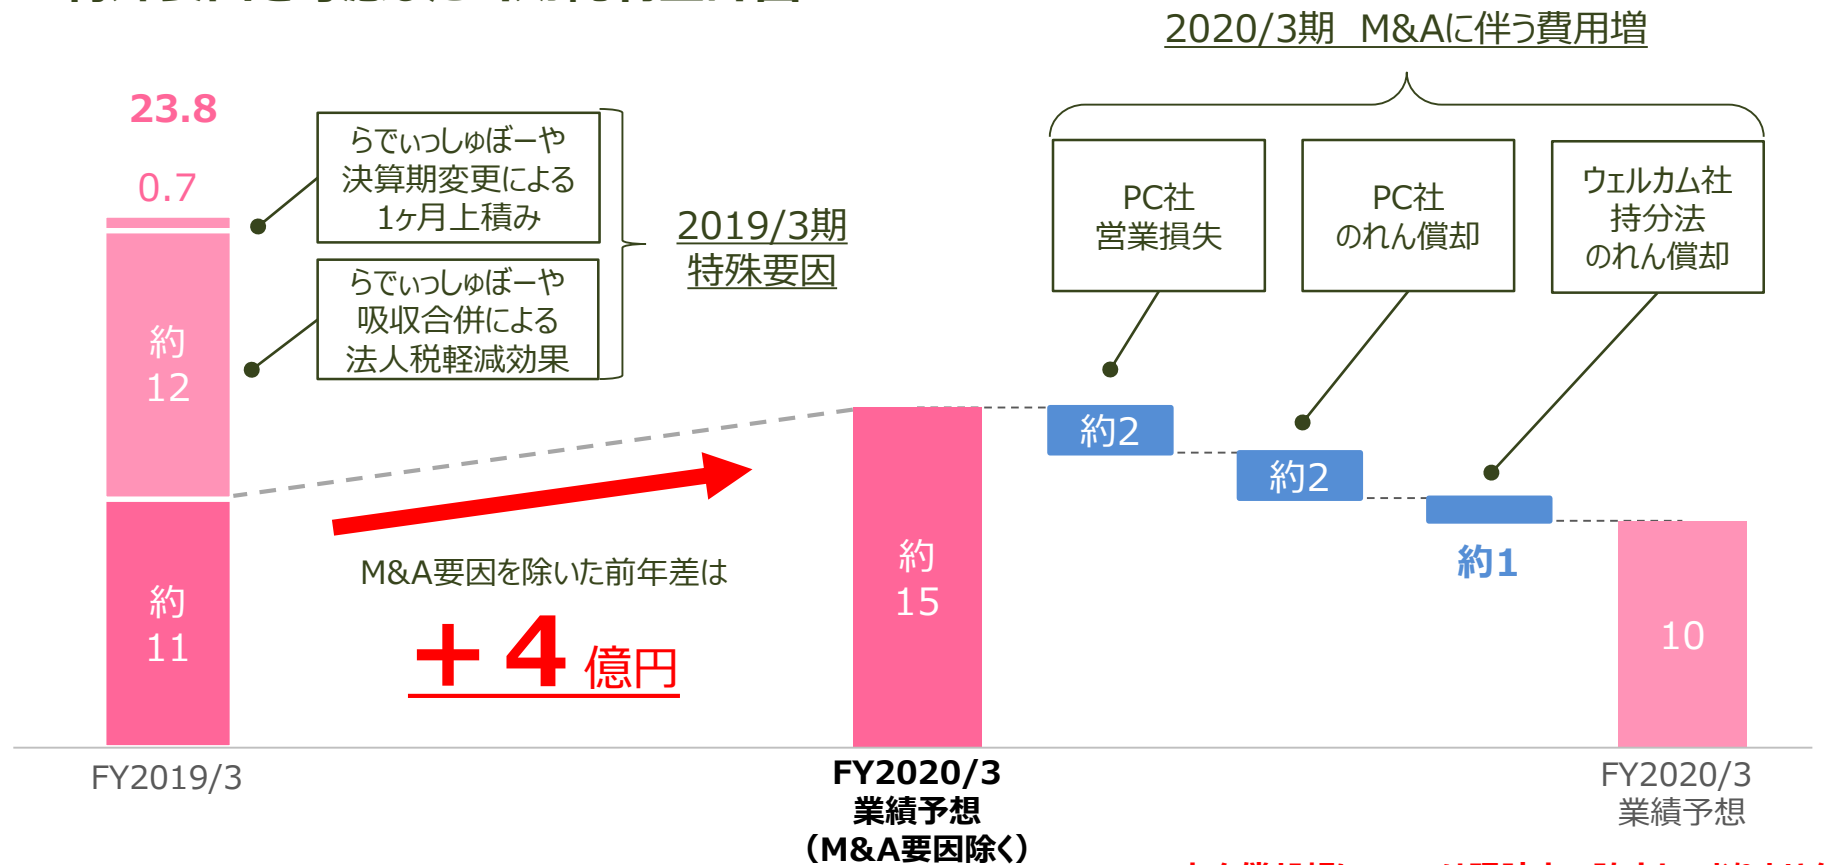 2020/3期　M&Aに伴う費用増
23.8
0.7
約
12
約
11
らでぃっしゅぼーや
決算期変更による
1ヶ月上積み
らでぃっしゅぼーや
吸収合併による
法人税軽減効果
2019/3期
特殊要因
PC社
営業損失
PC社
のれん償却
ウェルカム社
持分法
のれん償却
M&A要因を除いた前年差は
＋４億円
約
15
約2
約2
約1
10
FY2019/3
FY2020/3
業績予想
（M&A要因除く）
FY2020/3
業績予想